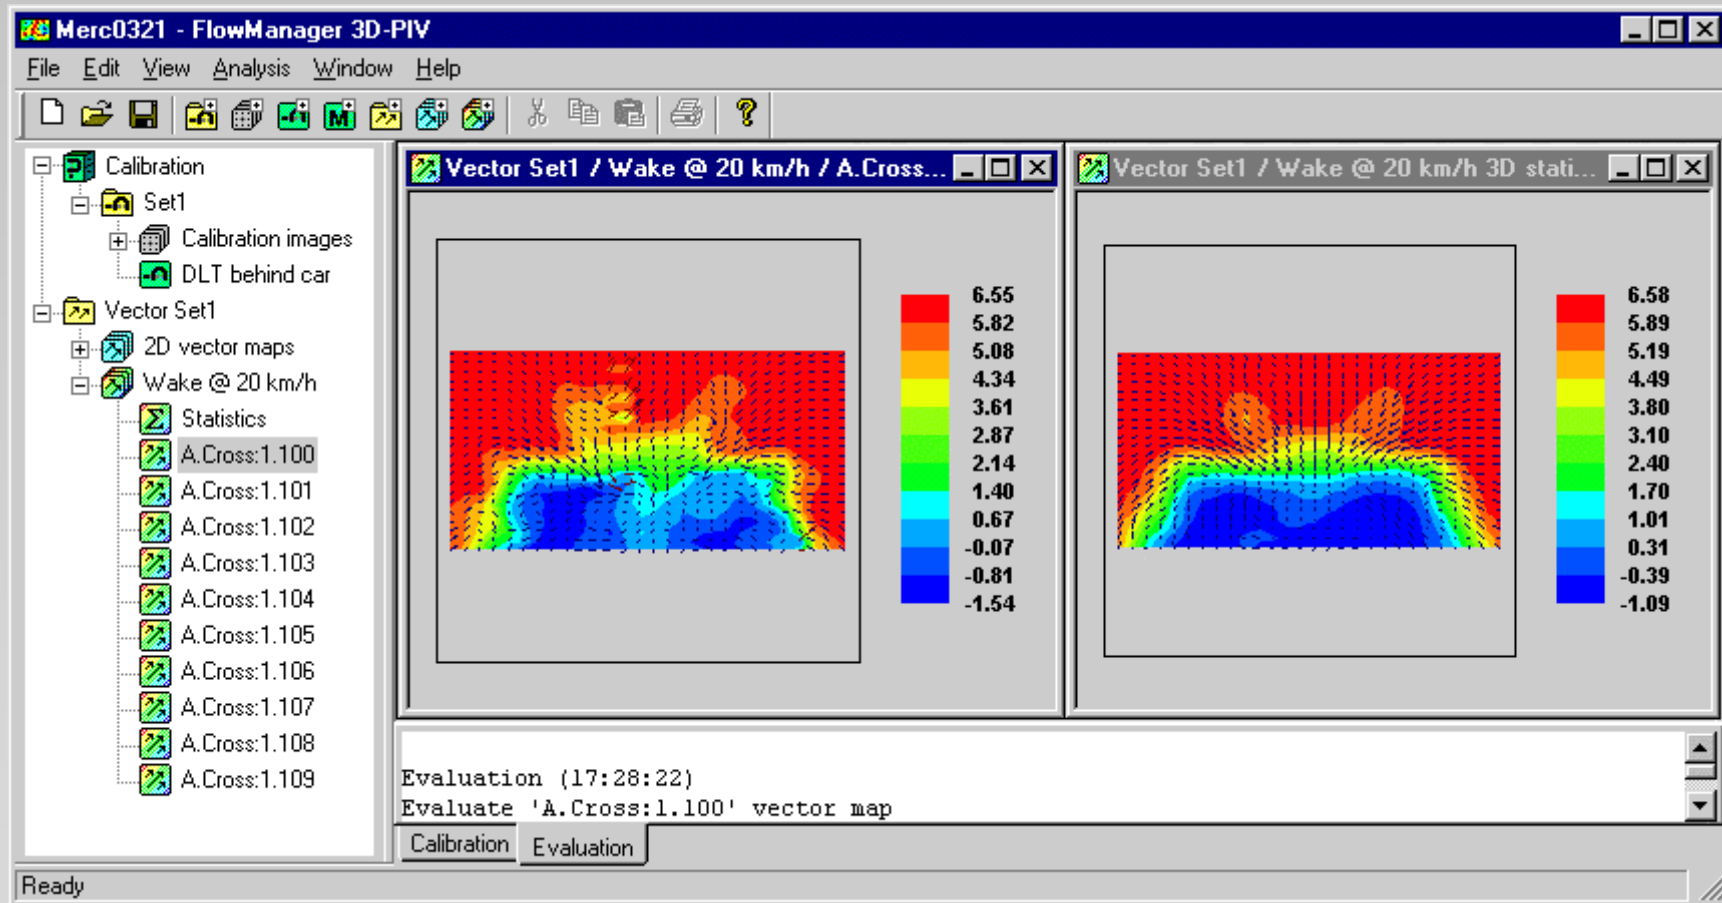 Merc0321 - FlowManager 3D-PIV
File Edit View Analysis Window Help
Calibration
Set1
Calibration images
DLT behind car
Vector Set1
2D vector maps
Wake @ 20 km/h
Statistics
A.Cross:1.100
A.Cross:1.101
A.Cross:1.102
A.Cross:1.103
A.Cross:1.104
A.Cross:1.105
A.Cross:1.106
A.Cross:1.107
A.Cross:1.108
A.Cross:1.109
Vector Set1 / Wake @ 20 km/h / A.Cross...
6.55
5.82
5.08
4.34
3.61
2.87
2.14
1.40
0.67
-0.07
-0.81
-1.54
Vector Set1 / Wake @ 20 km/h 3D stati...
6.58
5.89
5.19
4.49
3.80
3.10
2.40
1.70
1.01
0.31
-0.39
-1.09
Evaluation (17:28:22)
Evaluate 'A.Cross:1.100' vector map
Calibration Evaluation
Ready